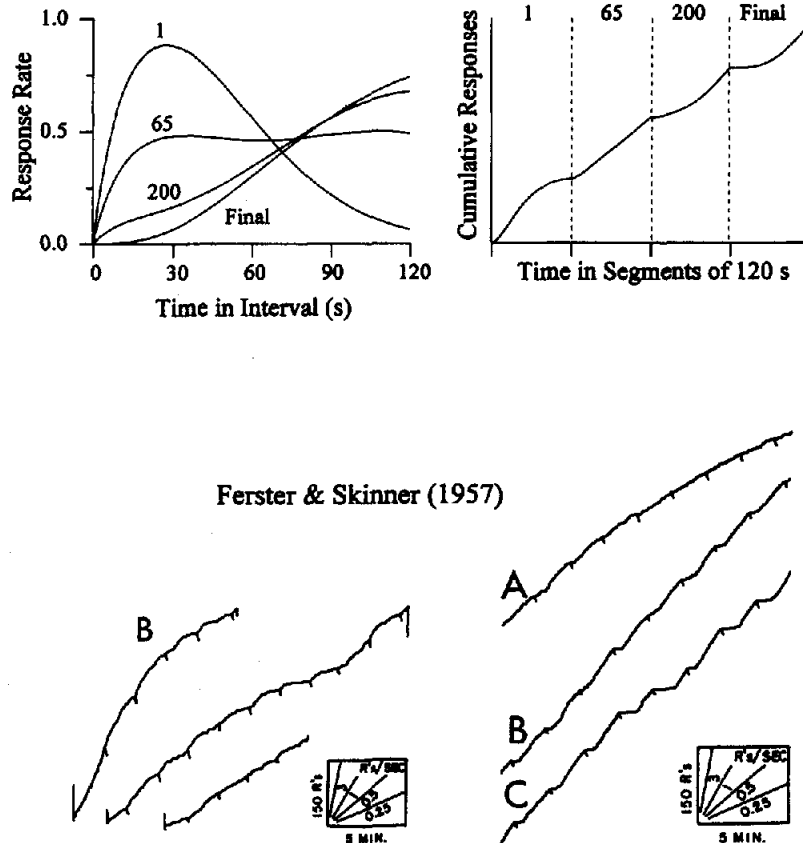 Response Rate
1.0
0.5
0.0
1
65
200
Final
0
30
60
90
120
Time in Interval (s)
1
65
200
Final
Cumulative Responses
Time in Segments of 120 s
Ferster & Skinner (1957)
B
150 R's
R's/SEC
0.5
0.25
5 MIN.
A
B
C
150 R's
R's/SEC
0.5
0.25
5 MIN.